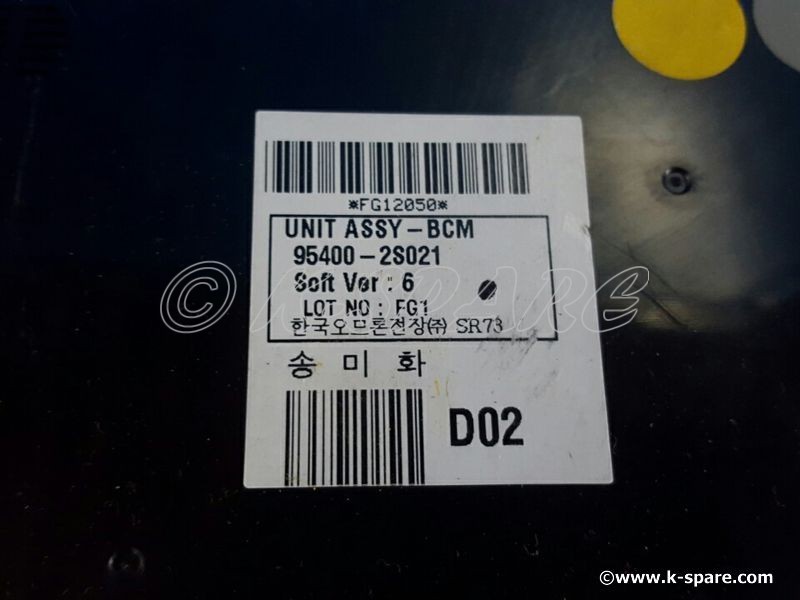 *FG12050*
UNIT ASSY-BCM
95400-2S021
Soft Ver : 6
LOT NO : FG1
한국오므론전장㈜ SR73
송 미 화
D02
© K-SPARE
©www.k-spare.com